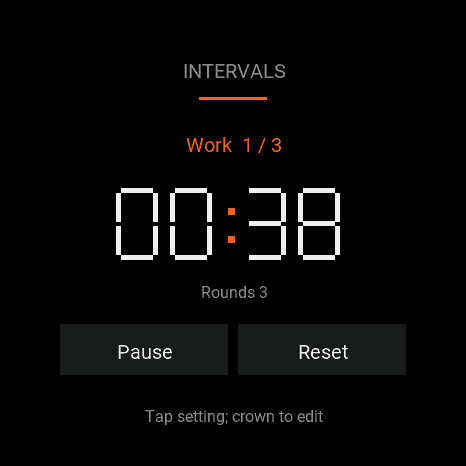 INTERVALS
Work 1 / 3
00:38
Rounds 3
Pause Reset
Tap setting; crown to edit